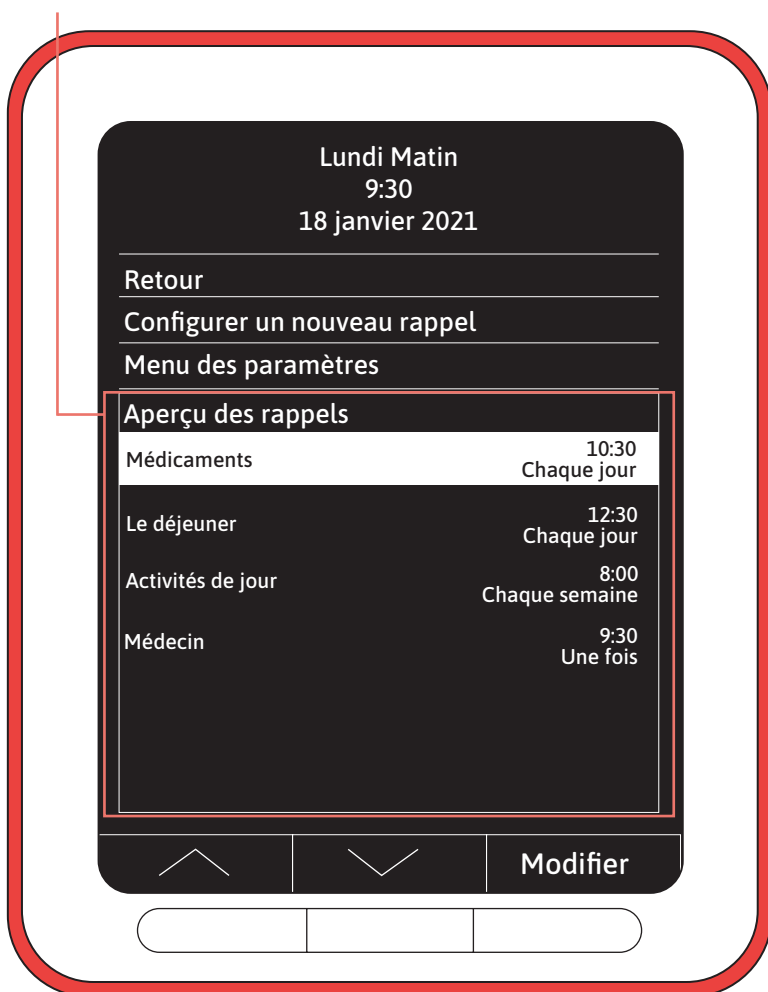 Lundi Matin
9:30
18 janvier 2021
Retour
Configurer un nouveau rappel
Menu des paramètres
Aperçu des rappels
Médicaments 10:30
Chaque jour
Le déjeuner 12:30
Chaque jour
Activités de jour 8:00
Chaque semaine
Médecin 9:30
Une fois
Modifier